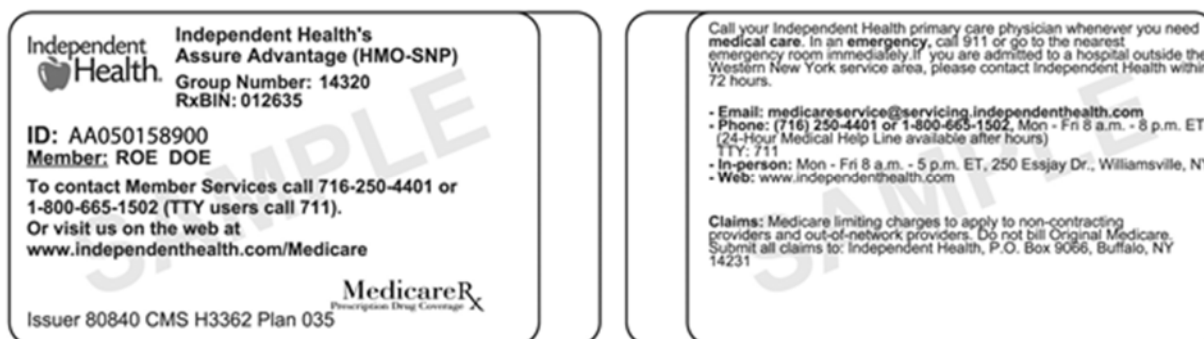 Independent
Health.
Independent Health's
Assure Advantage (HMO-SNP)
Group Number: 14320
RxBIN: 012635
ID: AA050158900
Member: ROE DOE
To contact Member Services call 716-250-4401 or
1-800-665-1502 (TTY users call 711).
Or visit us on the web at
www.independenthealth.com/Medicare
MedicareRx
Prescription Drug Coverage
Issuer 80840 CMS H3362 Plan 035
SAMPLE
Call your Independent Health primary care physician whenever you need
medical care. In an emergency, call 911 or go to the nearest
emergency room immediately.If you are admitted to a hospital outside the
Western New York service area, please contact Independent Health within
72 hours.
- Email: medicareservice@servicing.independenthealth.com
- Phone: (716) 250-4401 or 1-800-665-1502, Mon - Fri 8 a.m. - 8 p.m. ET
(24-Hour Medical Help Line available after hours)
TTY: 711
- In-person: Mon - Fri 8 a.m. - 5 p.m. ET, 250 Essjay Dr., Williamsville, NY
- Web: www.independenthealth.com
Claims: Medicare limiting charges to apply to non-contracting
providers and out-of-network providers. Do not bill Original Medicare.
Submit all claims to: Independent Health, P.O. Box 9066, Buffalo, NY
14231
SAMPLE